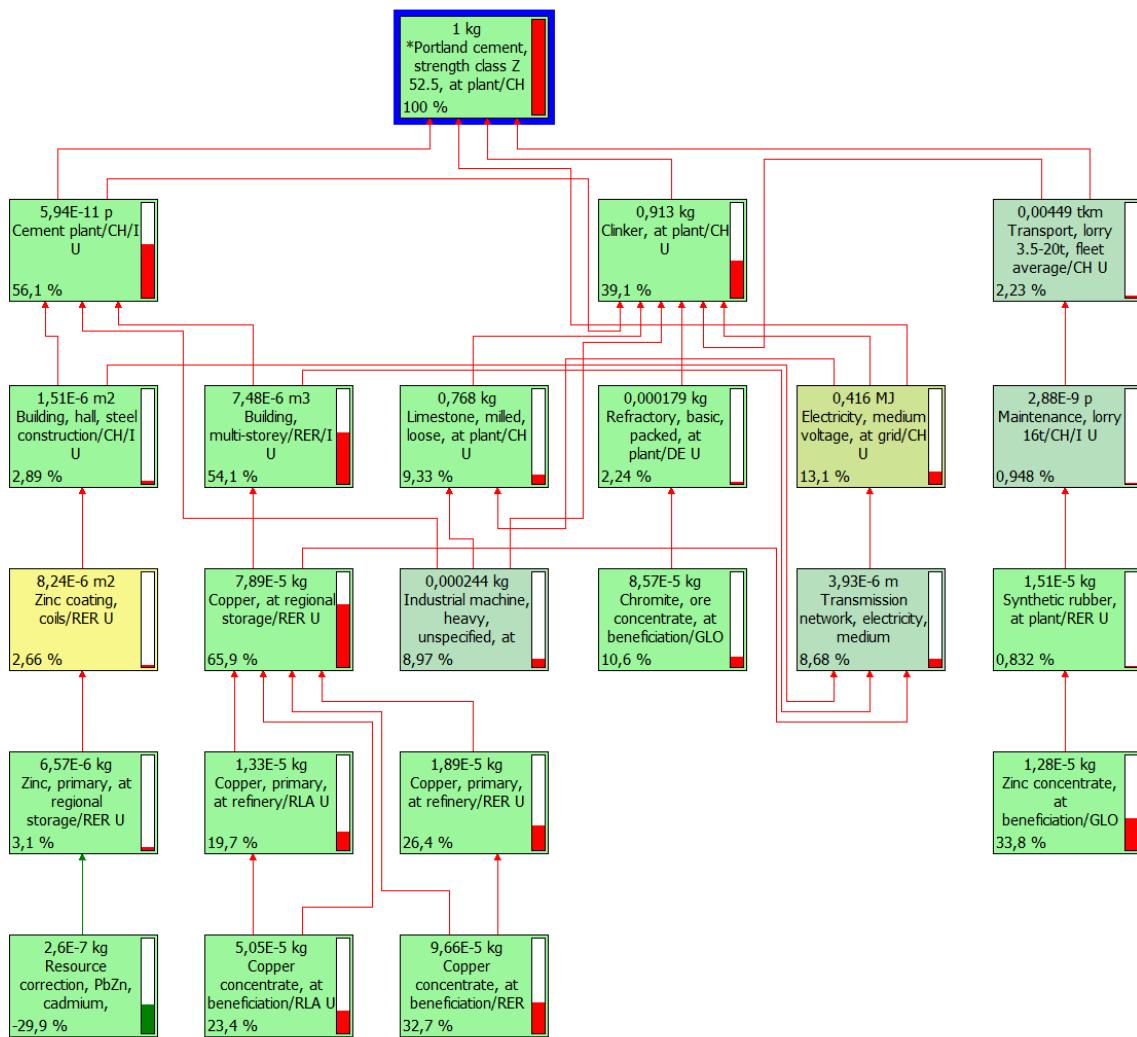 1 kg
*Portland cement,
strength class Z
52.5, at plant/CH
100 %
5,94E-11 p
Cement plant/CH/I
U
56,1 %
0,913 kg
Clinker, at plant/CH
U
39,1 %
0,00449 tkm
Transport, lorry
3.5-20t, fleet
average/CH U
2,23 %
1,51E-6 m2
Building, hall, steel
construction/CH/I
U
2,89 %
7,48E-6 m3
Building,
multi-storey/RER/I
U
54,1 %
0,768 kg
Limestone, milled,
loose, at plant/CH
U
9,33 %
0,000179 kg
Refractory, basic,
packed, at
plant/DE U
2,24 %
0,416 MJ
Electricity, medium
voltage, at grid/CH
U
13,1 %
2,88E-9 p
Maintenance, lorry
16t/CH/I U
0,948 %
8,24E-6 m2
Zinc coating,
coils/RER U
2,66 %
7,89E-5 kg
Copper, at regional
storage/RER U
65,9 %
0,000244 kg
Industrial machine,
heavy,
unspecified, at
8,97 %
8,57E-5 kg
Chromite, ore
concentrate, at
beneficiation/GLO
10,6 %
3,93E-6 m
Transmission
network, electricity,
medium
8,68 %
1,51E-5 kg
Synthetic rubber,
at plant/RER U
0,832 %
6,57E-6 kg
Zinc, primary, at
regional
storage/RER U
3,1 %
1,33E-5 kg
Copper, primary,
at refinery/RLA U
19,7 %
1,89E-5 kg
Copper, primary,
at refinery/RER U
26,4 %
1,28E-5 kg
Zinc concentrate,
at
beneficiation/GLO
33,8 %
2,6E-7 kg
Resource
correction, PbZn,
cadmium,
-29,9 %
5,05E-5 kg
Copper
concentrate, at
beneficiation/RLA U
23,4 %
9,66E-5 kg
Copper
concentrate, at
beneficiation/RER
32,7 %